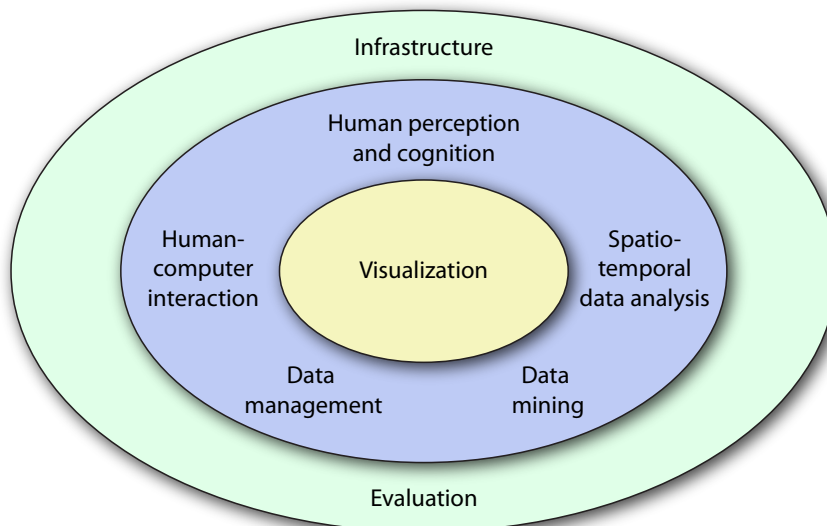 Infrastructure
Human perception
and cognition
Human-
computer
interaction
Visualization
Spatio-
temporal
data analysis
Data
management
Data
mining
Evaluation